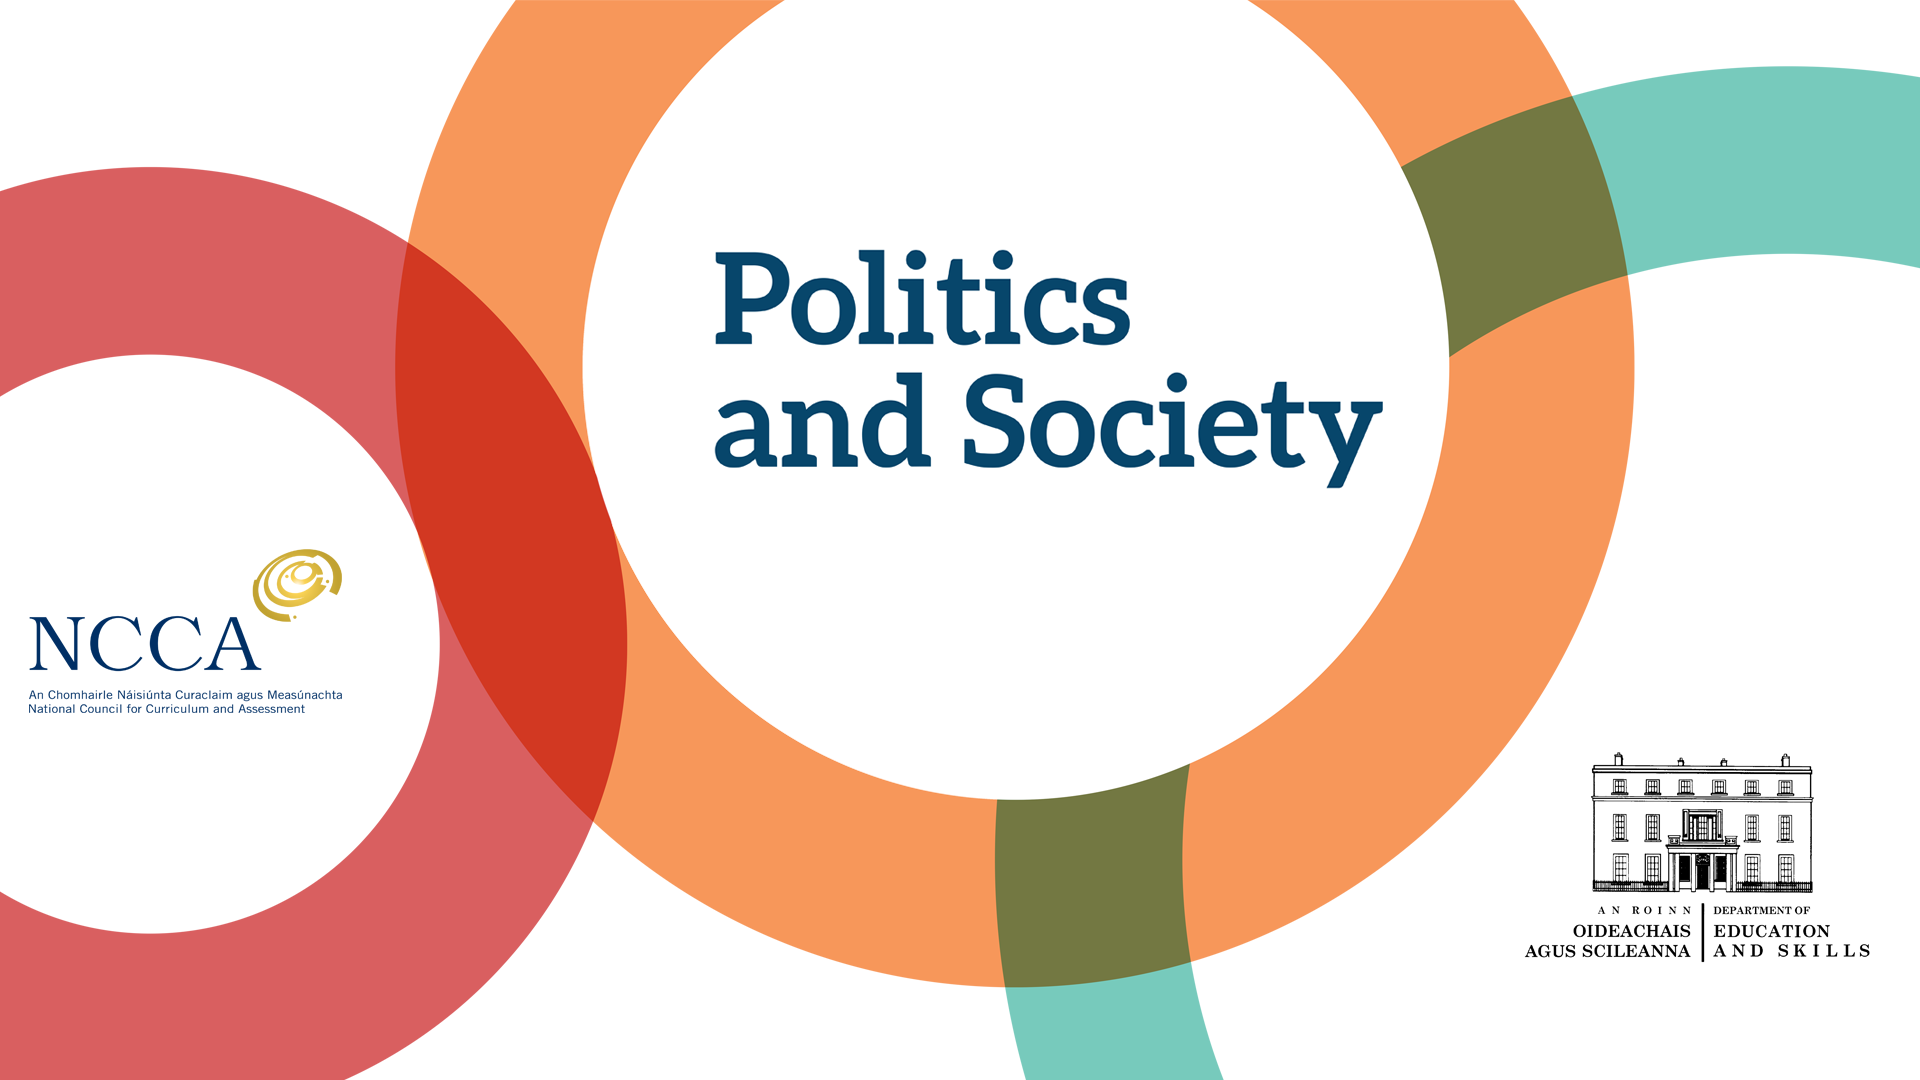 Politics
and Society
NCCA
An Chomhairle Náisiúnta Curaclaim agus Measúnachta
National Council for Curriculum and Assessment
AN ROINN
OIDEACHAIS
AGUS SCILEANNA
DEPARTMENT OF
EDUCATION
AND SKILLS